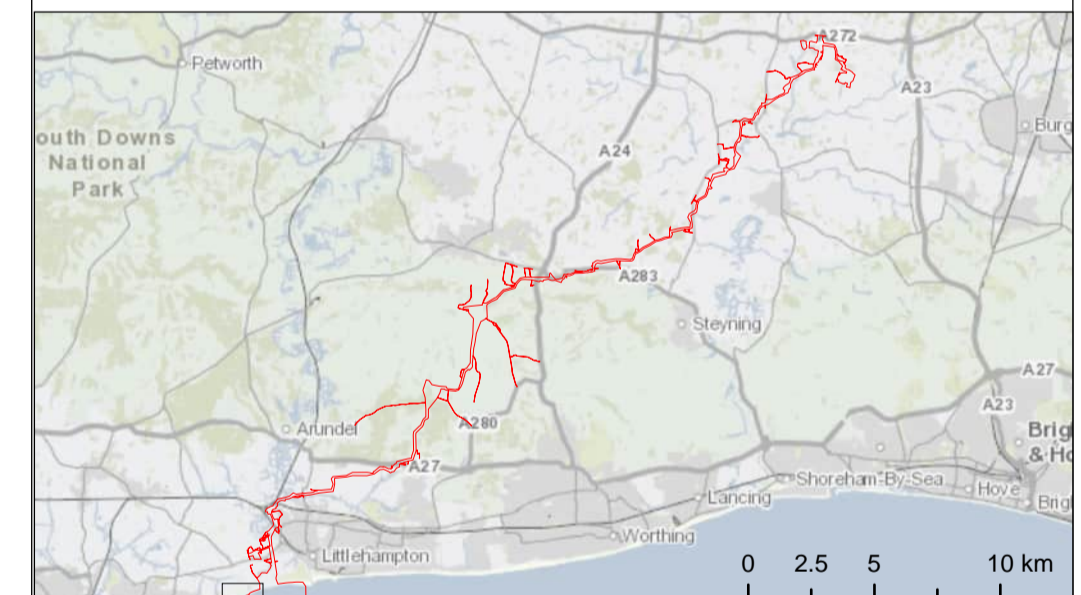 A272
Petworth
A23
Burg
outh Downs
National
Park
A24
A283
Steyning
A27
A23
A280
Arundel
Brig
& Ho
A27
Shoreham-By-Sea
Hove
Lancing
Brig
Worthing
Littlehampton
0 2.5 5 10 km